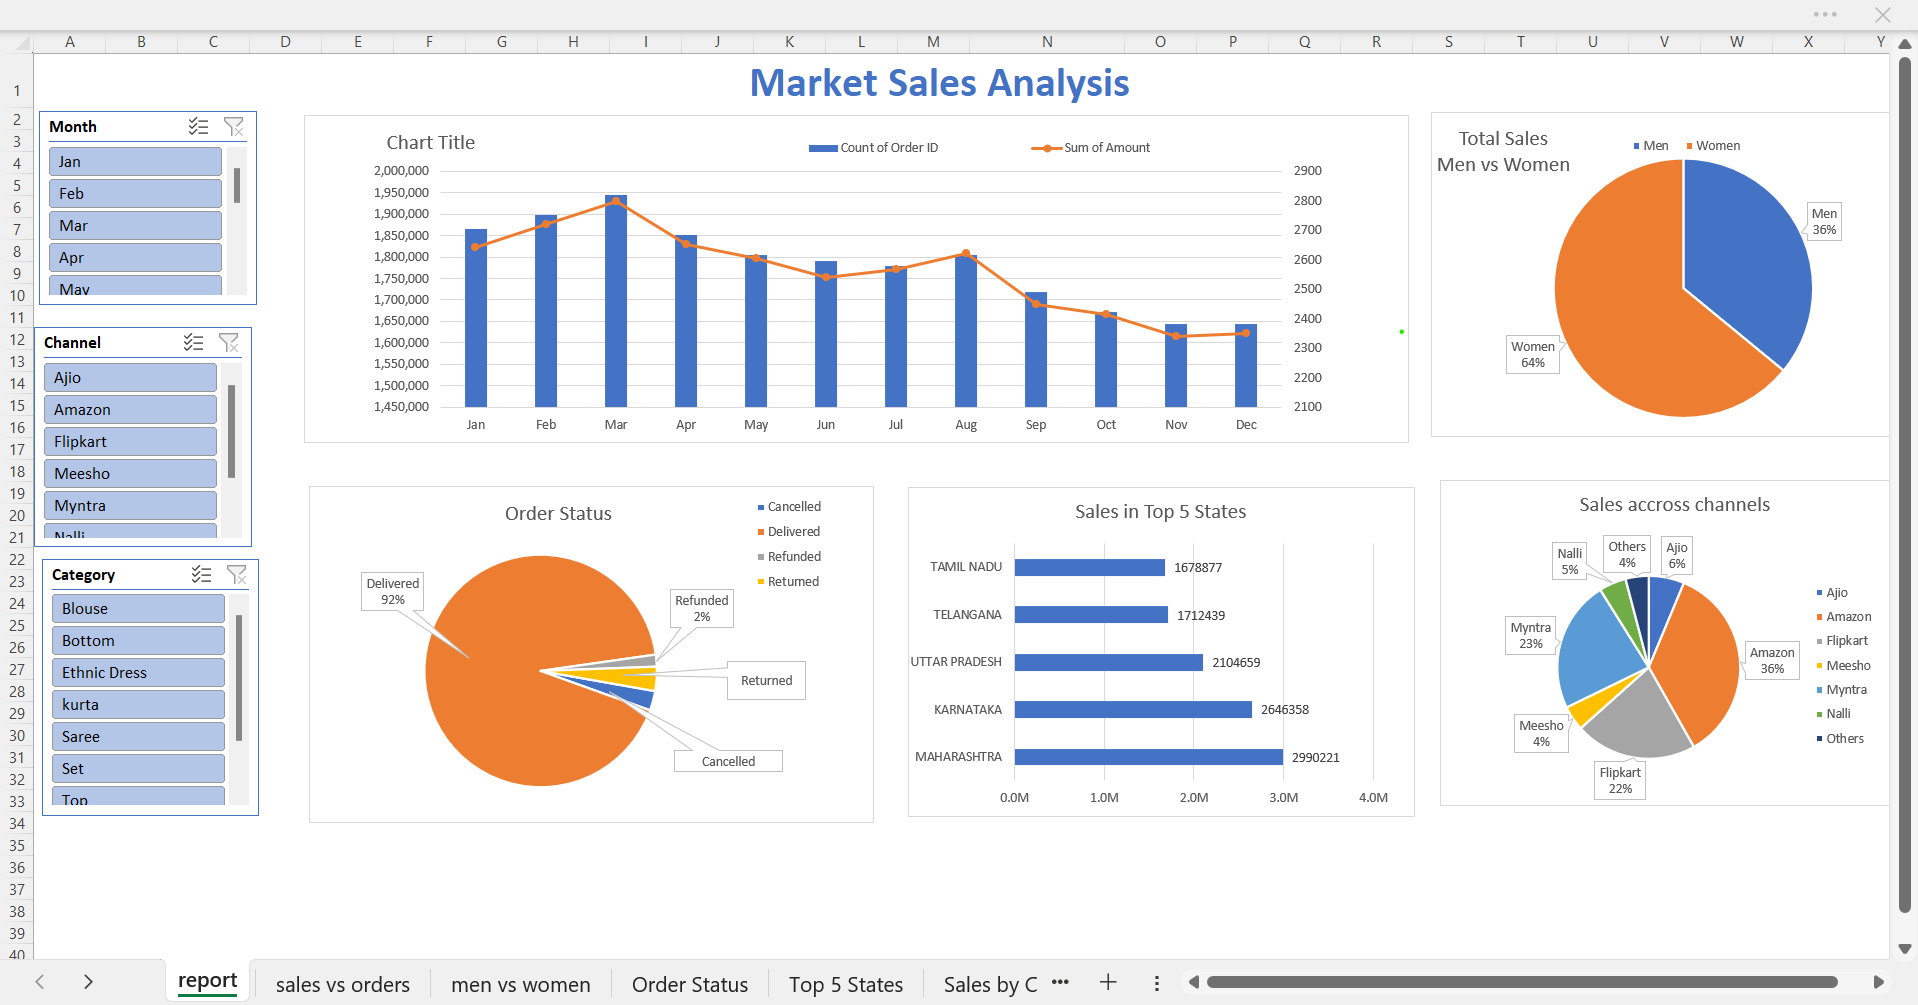 A B C D E F G H I J K L M N O P Q R S T U V W X Y
1
2
3
4
5
6
7
8
9
10
11
12
13
14
15
16
17
18
19
20
21
22
23
24
25
26
27
28
29
30
31
32
33
34
35
36
37
38
39
40
Market Sales Analysis
Month
Jan
Feb
Mar
Apr
May
Channel
Ajio
Amazon
Flipkart
Meesho
Myntra
Nalli
Category
Blouse
Bottom
Ethnic Dress
kurta
Saree
Set
Top
Chart Title
Count of Order ID
Sum of Amount
2,000,000
1,950,000
1,900,000
1,850,000
1,800,000
1,750,000
1,700,000
1,650,000
1,600,000
1,550,000
1,500,000
1,450,000
2900
2800
2700
2600
2500
2400
2300
2200
2100
Jan Feb Mar Apr May Jun Jul Aug Sep Oct Nov Dec
Total Sales
Men vs Women
Men
Women
Men
36%
Women
64%
Order Status
Cancelled
Delivered
Refunded
Returned
Delivered
92%
Refunded
2%
Returned
Cancelled
Sales in Top 5 States
TAMIL NADU 1678877
TELANGANA 1712439
UTTAR PRADESH 2104659
KARNATAKA 2646358
MAHARASHTRA 2990221
0.0M 1.0M 2.0M 3.0M 4.0M
Sales accross channels
Nalli
5%
Others
4%
Ajio
6%
Myntra
23%
Amazon
36%
Meesho
4%
Flipkart
22%
Ajio
Amazon
Flipkart
Meesho
Myntra
Nalli
Others
report sales vs orders men vs women Order Status Top 5 States Sales by C